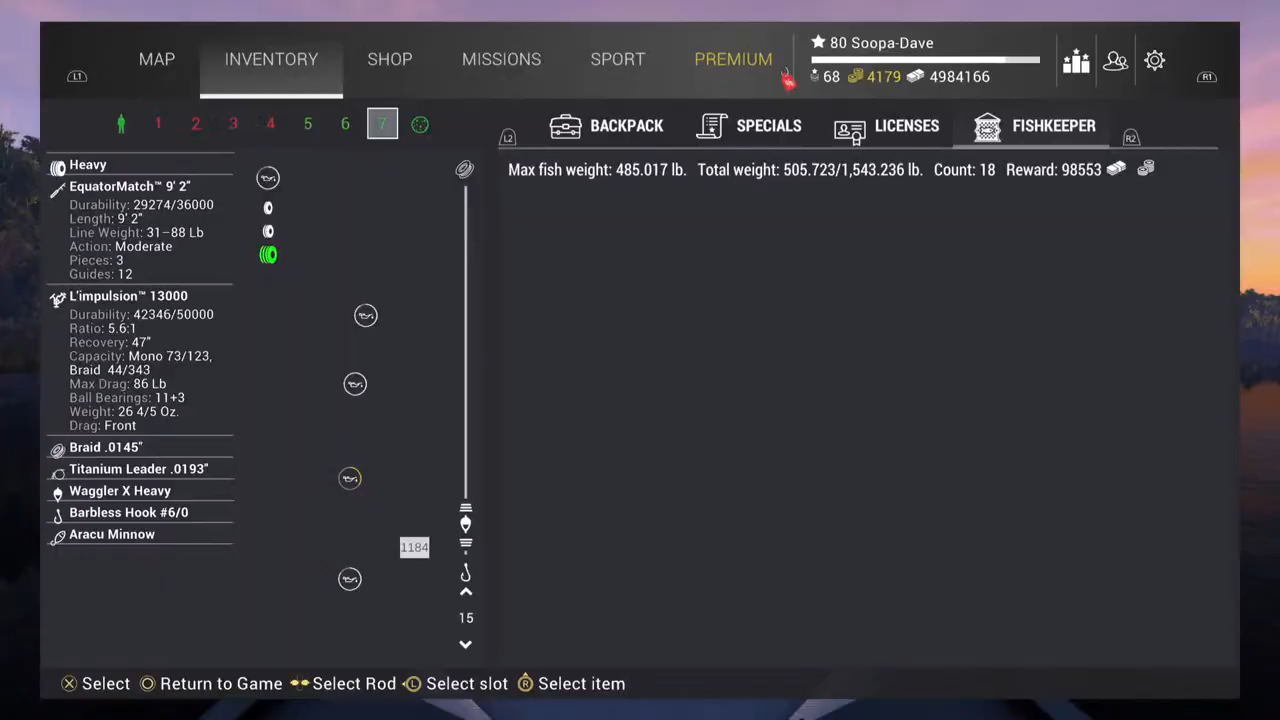 MAP
INVENTORY
SHOP
MISSIONS
SPORT
PREMIUM
80 Soopa-Dave
68 4179 4984166
L1
R1
1 2 3 4 5 6 7
L2
BACKPACK
SPECIALS
LICENSES
FISHKEEPER
R2
Max fish weight: 485.017 lb. Total weight: 505.723/1,543.236 lb. Count: 18 Reward: 98553
Heavy
EquatorMatch™ 9' 2"
Durability: 29274/36000
Length: 9' 2"
Line Weight: 31–88 Lb
Action: Moderate
Pieces: 3
Guides: 12
L'impulsion™ 13000
Durability: 42346/50000
Ratio: 5.6:1
Recovery: 47"
Capacity: Mono 73/123,
Braid 44/343
Max Drag: 86 Lb
Ball Bearings: 11+3
Weight: 26 4/5 Oz.
Drag: Front
Braid .0145"
Titanium Leader .0193"
Waggler X Heavy
Barbless Hook #6/0
Aracu Minnow
1184
15
Select
Return to Game
Select Rod
L Select slot
R Select item